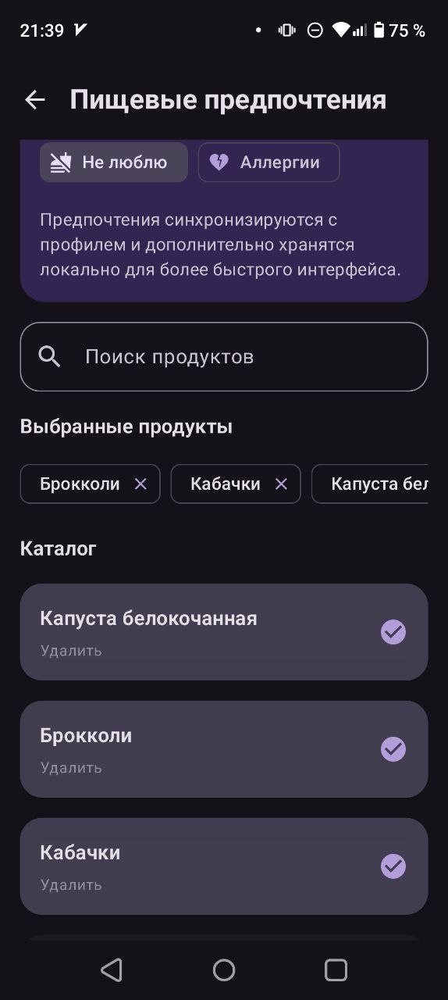 21:39
75 %
Пищевые предпочтения
Не люблю
Аллергии
Предпочтения синхронизируются с
профилем и дополнительно хранятся
локально для более быстрого интерфейса.
Поиск продуктов
Выбранные продукты
Брокколи
Кабачки
Капуста бел
Каталог
Капуста белокочанная
Удалить
Брокколи
Удалить
Кабачки
Удалить